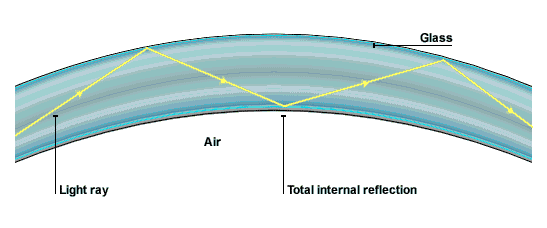 Glass
Air
Light ray
Total internal reflection